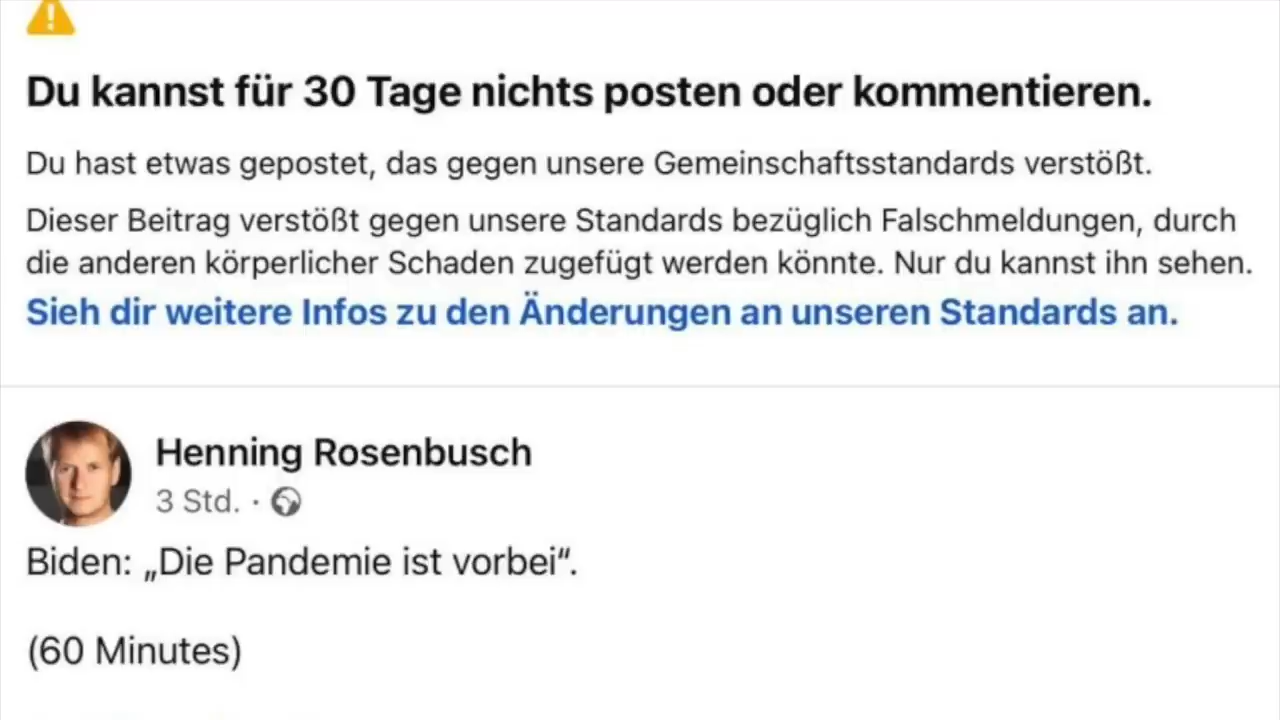 Du kannst für 30 Tage nichts posten oder kommentieren.
Du hast etwas gepostet, das gegen unsere Gemeinschaftsstandards verstößt.
Dieser Beitrag verstößt gegen unsere Standards bezüglich Falschmeldungen, durch
die anderen körperlicher Schaden zugefügt werden könnte. Nur du kannst ihn sehen.
Sieh dir weitere Infos zu den Änderungen an unseren Standards an.
Henning Rosenbusch
3 Std. ·
Biden: „Die Pandemie ist vorbei“.
(60 Minutes)